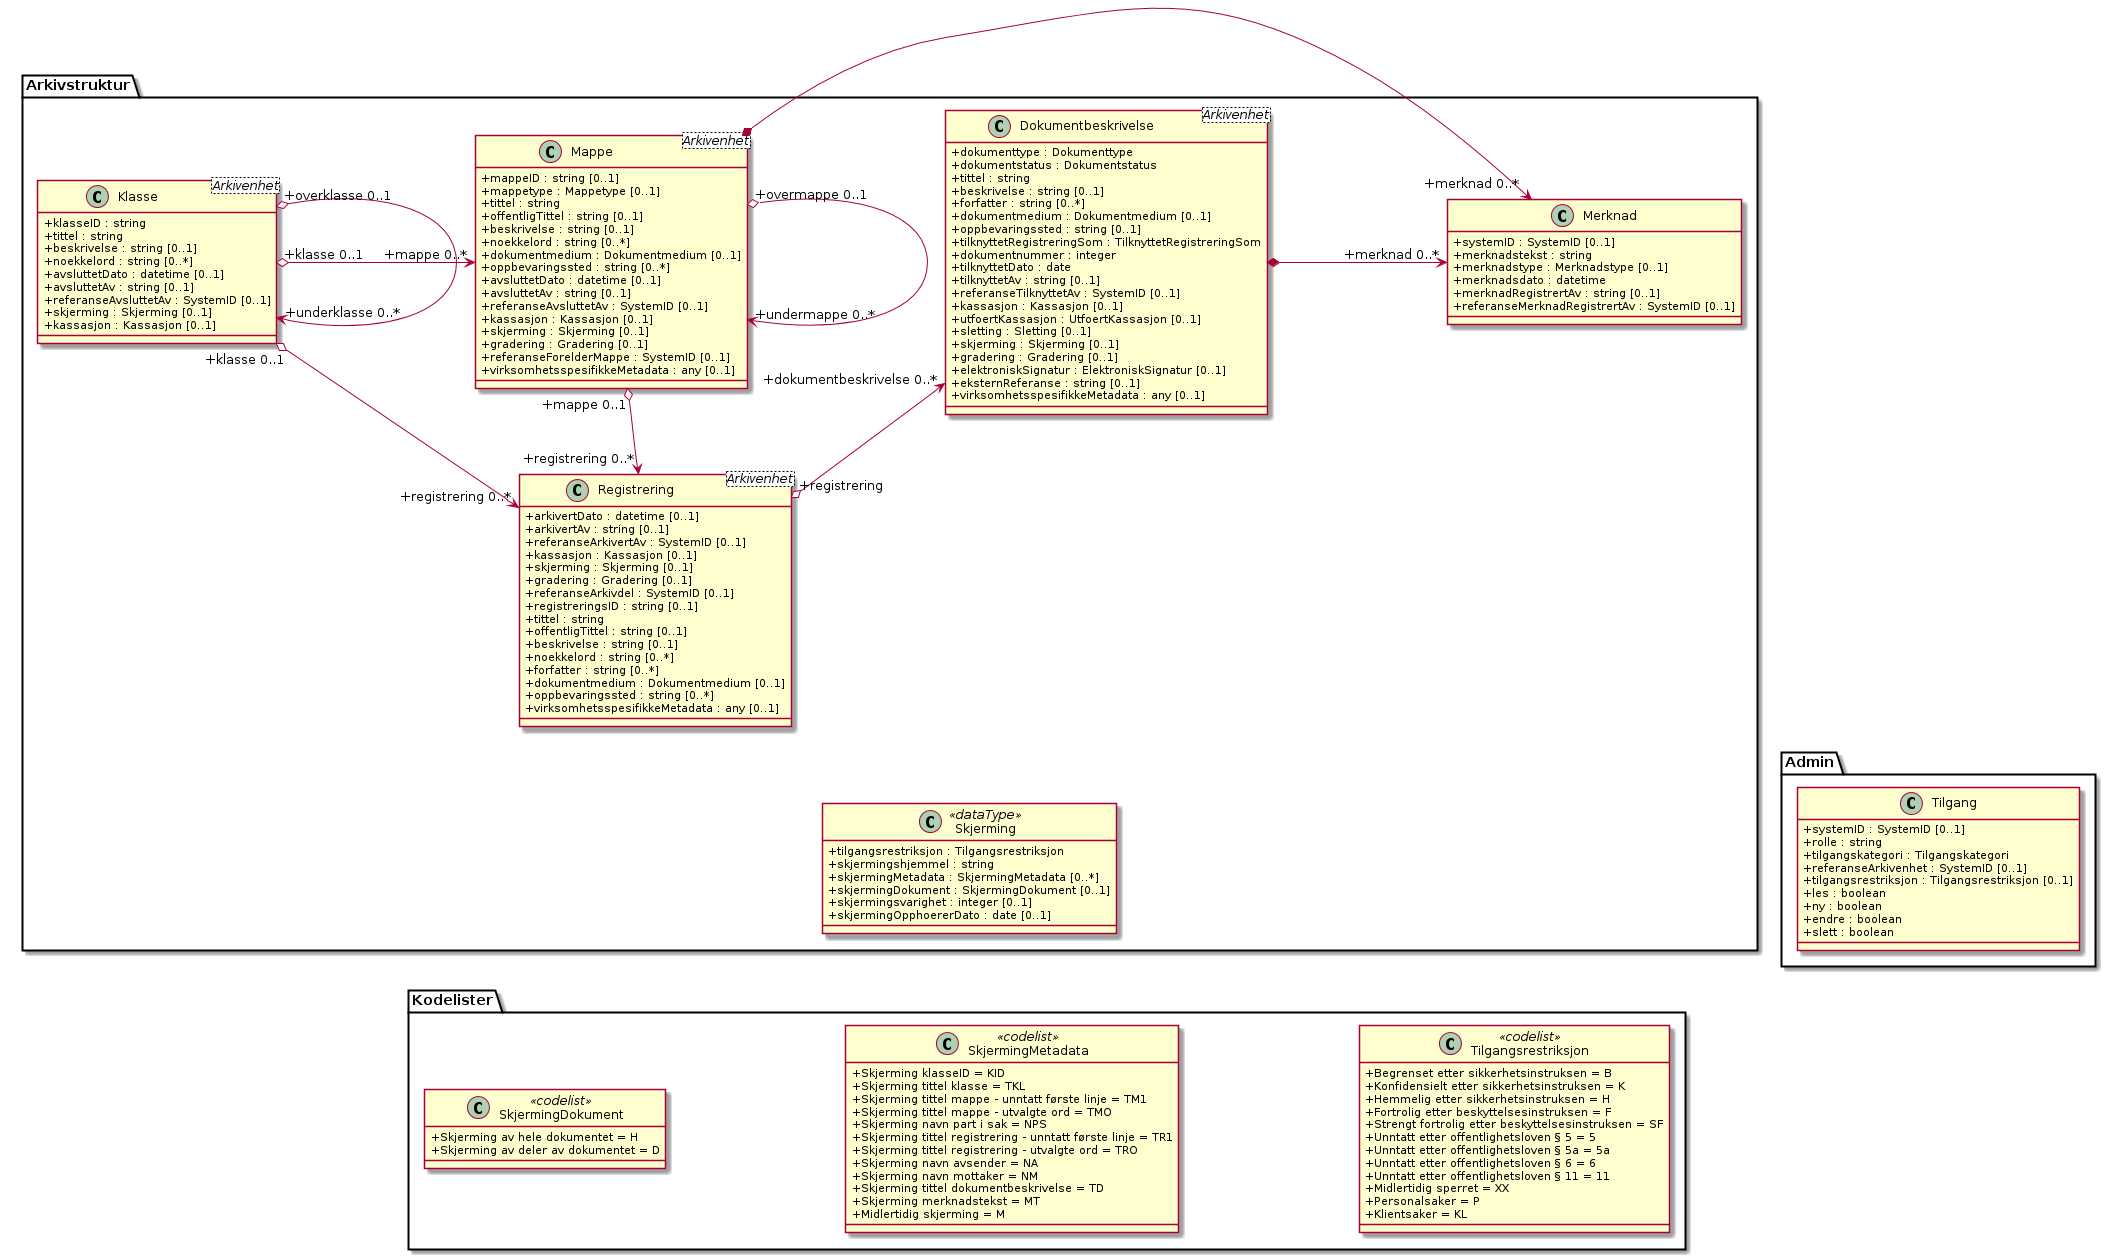 Arkivstruktur
Klasse
Arkivenhet
+klasseID : string
+tittel : string
+beskrivelse : string [0..1]
+noekkelord : string [0..*]
+avsluttetDato : datetime [0..1]
+avsluttetAv : string [0..1]
+referanseAvsluttetAv : SystemID [0..1]
+skjerming : Skjerming [0..1]
+kassasjon : Kassasjon [0..1]
+overklasse 0..1
+klasse 0..1
+mappe 0..*
+underklasse 0..*
+klasse 0..1
+registrering 0..*
Mappe
Arkivenhet
+mappeID : string [0..1]
+mappetype : Mappetype [0..1]
+tittel : string
+offentligTittel : string [0..1]
+beskrivelse : string [0..1]
+noekkelord : string [0..*]
+dokumentmedium : Dokumentmedium [0..1]
+oppbevaringssted : string [0..*]
+avsluttetDato : datetime [0..1]
+avsluttetAv : string [0..1]
+referanseAvsluttetAv : SystemID [0..1]
+kassasjon : Kassasjon [0..1]
+skjerming : Skjerming [0..1]
+gradering : Gradering [0..1]
+referanseForelderMappe : SystemID [0..1]
+virksomhetsspesifikkeMetadata : any [0..1]
+overmappe 0..1
+undermappe 0..*
+mappe 0..1
+registrering 0..*
Dokumentbeskrivelse
Arkivenhet
+dokumenttype : Dokumenttype
+dokumentstatus : Dokumentstatus
+tittel : string
+beskrivelse : string [0..1]
+forfatter : string [0..*]
+dokumentmedium : Dokumentmedium [0..1]
+oppbevaringssted : string [0..1]
+tilknyttetRegistreringSom : TilknyttetRegistreringSom
+dokumentnummer : integer
+tilknyttetDato : date
+tilknyttetAv : string [0..1]
+referanseTilknyttetAv : SystemID [0..1]
+kassasjon : Kassasjon [0..1]
+utfoertKassasjon : UtfoertKassasjon [0..1]
+sletting : Sletting [0..1]
+skjerming : Skjerming [0..1]
+gradering : Gradering [0..1]
+elektroniskSignatur : ElektroniskSignatur [0..1]
+eksternReferanse : string [0..1]
+virksomhetsspesifikkeMetadata : any [0..1]
+dokumentbeskrivelse 0..*
+registrering
+merknad 0..*
+merknad 0..*
Merknad
+systemID : SystemID [0..1]
+merknadstekst : string
+merknadstype : Merknadstype [0..1]
+merknadsdato : datetime
+merknadRegistrertAv : string [0..1]
+referanseMerknadRegistrertAv : SystemID [0..1]
Registrering
Arkivenhet
+arkivertDato : datetime [0..1]
+arkivertAv : string [0..1]
+referanseArkivertAv : SystemID [0..1]
+kassasjon : Kassasjon [0..1]
+skjerming : Skjerming [0..1]
+gradering : Gradering [0..1]
+referanseArkivdel : SystemID [0..1]
+registreringsID : string [0..1]
+tittel : string
+offentligTittel : string [0..1]
+beskrivelse : string [0..1]
+noekkelord : string [0..*]
+forfatter : string [0..*]
+dokumentmedium : Dokumentmedium [0..1]
+oppbevaringssted : string [0..*]
+virksomhetsspesifikkeMetadata : any [0..1]
«dataType»
Skjerming
+tilgangsrestriksjon : Tilgangsrestriksjon
+skjermingshjemmel : string
+skjermingMetadata : SkjermingMetadata [0..*]
+skjermingDokument : SkjermingDokument [0..1]
+skjermingsvarighet : integer [0..1]
+skjermingOpphoererDato : date [0..1]
Admin
Tilgang
+systemID : SystemID [0..1]
+rolle : string
+tilgangskategori : Tilgangskategori
+referanseArkivenhet : SystemID [0..1]
+tilgangsrestriksjon : Tilgangsrestriksjon [0..1]
+les : boolean
+ny : boolean
+endre : boolean
+slett : boolean
Kodelister
«codelist»
SkjermingDokument
+Skjerming av hele dokumentet = H
+Skjerming av deler av dokumentet = D
«codelist»
SkjermingMetadata
+Skjerming klasseID = KID
+Skjerming tittel klasse = TKL
+Skjerming tittel mappe - unntatt første linje = TM1
+Skjerming tittel mappe - utvalgte ord = TMO
+Skjerming navn part i sak = NPS
+Skjerming tittel registrering - unntatt første linje = TR1
+Skjerming tittel registrering - utvalgte ord = TRO
+Skjerming navn avsender = NA
+Skjerming navn mottaker = NM
+Skjerming tittel dokumentbeskrivelse = TD
+Skjerming merknadstekst = MT
+Midlertidig skjerming = M
«codelist»
Tilgangsrestriksjon
+Begrenset etter sikkerhetsinstruksen = B
+Konfidensielt etter sikkerhetsinstruksen = K
+Hemmelig etter sikkerhetsinstruksen = H
+Fortrolig etter beskyttelsesinstruksen = F
+Strengt fortrolig etter beskyttelsesinstruksen = SF
+Unntatt etter offentlighetsloven § 5 = 5
+Unntatt etter offentlighetsloven § 5a = 5a
+Unntatt etter offentlighetsloven § 6 = 6
+Unntatt etter offentlighetsloven § 11 = 11
+Midlertidig sperret = XX
+Personalsaker = P
+Klientsaker = KL